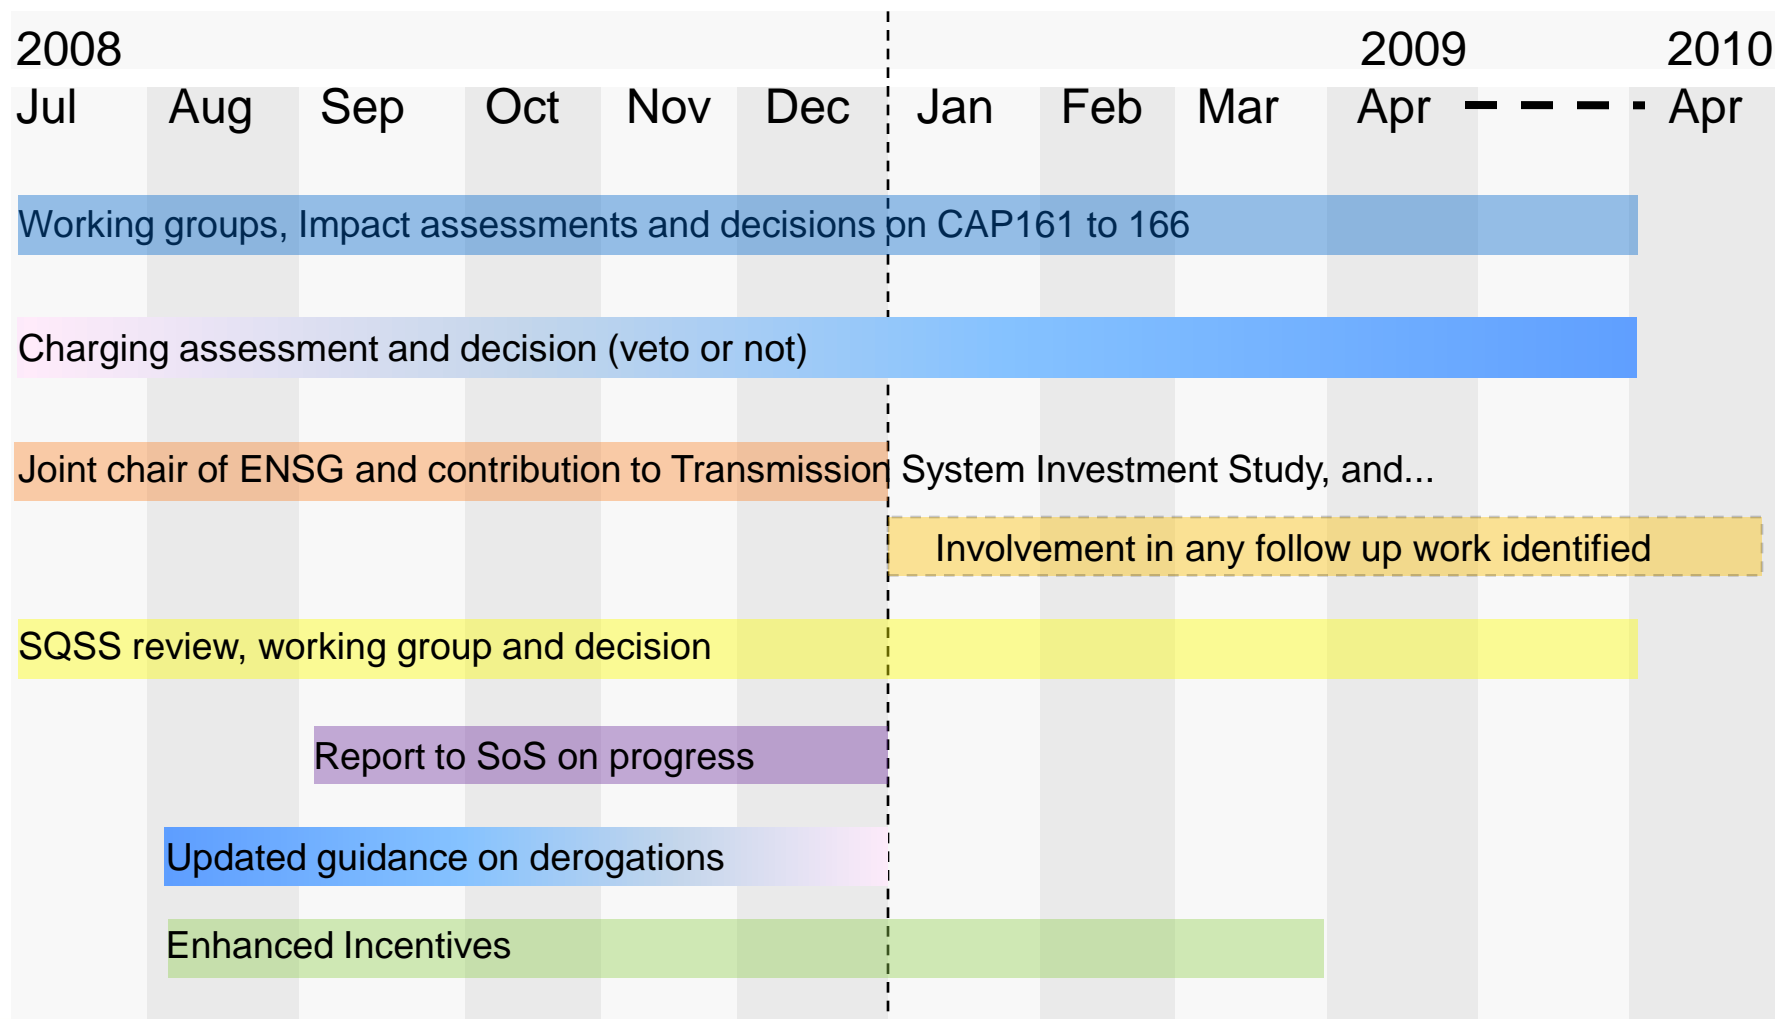 2008 2009 2010
Jul Aug Sep Oct Nov Dec Jan Feb Mar Apr Apr
Working groups, Impact assessments and decisions on CAP161 to 166
Charging assessment and decision (veto or not)
Joint chair of ENSG and contribution to Transmission System Investment Study, and...
Involvement in any follow up work identified
SQSS review, working group and decision
Report to SoS on progress
Updated guidance on derogations
Enhanced Incentives